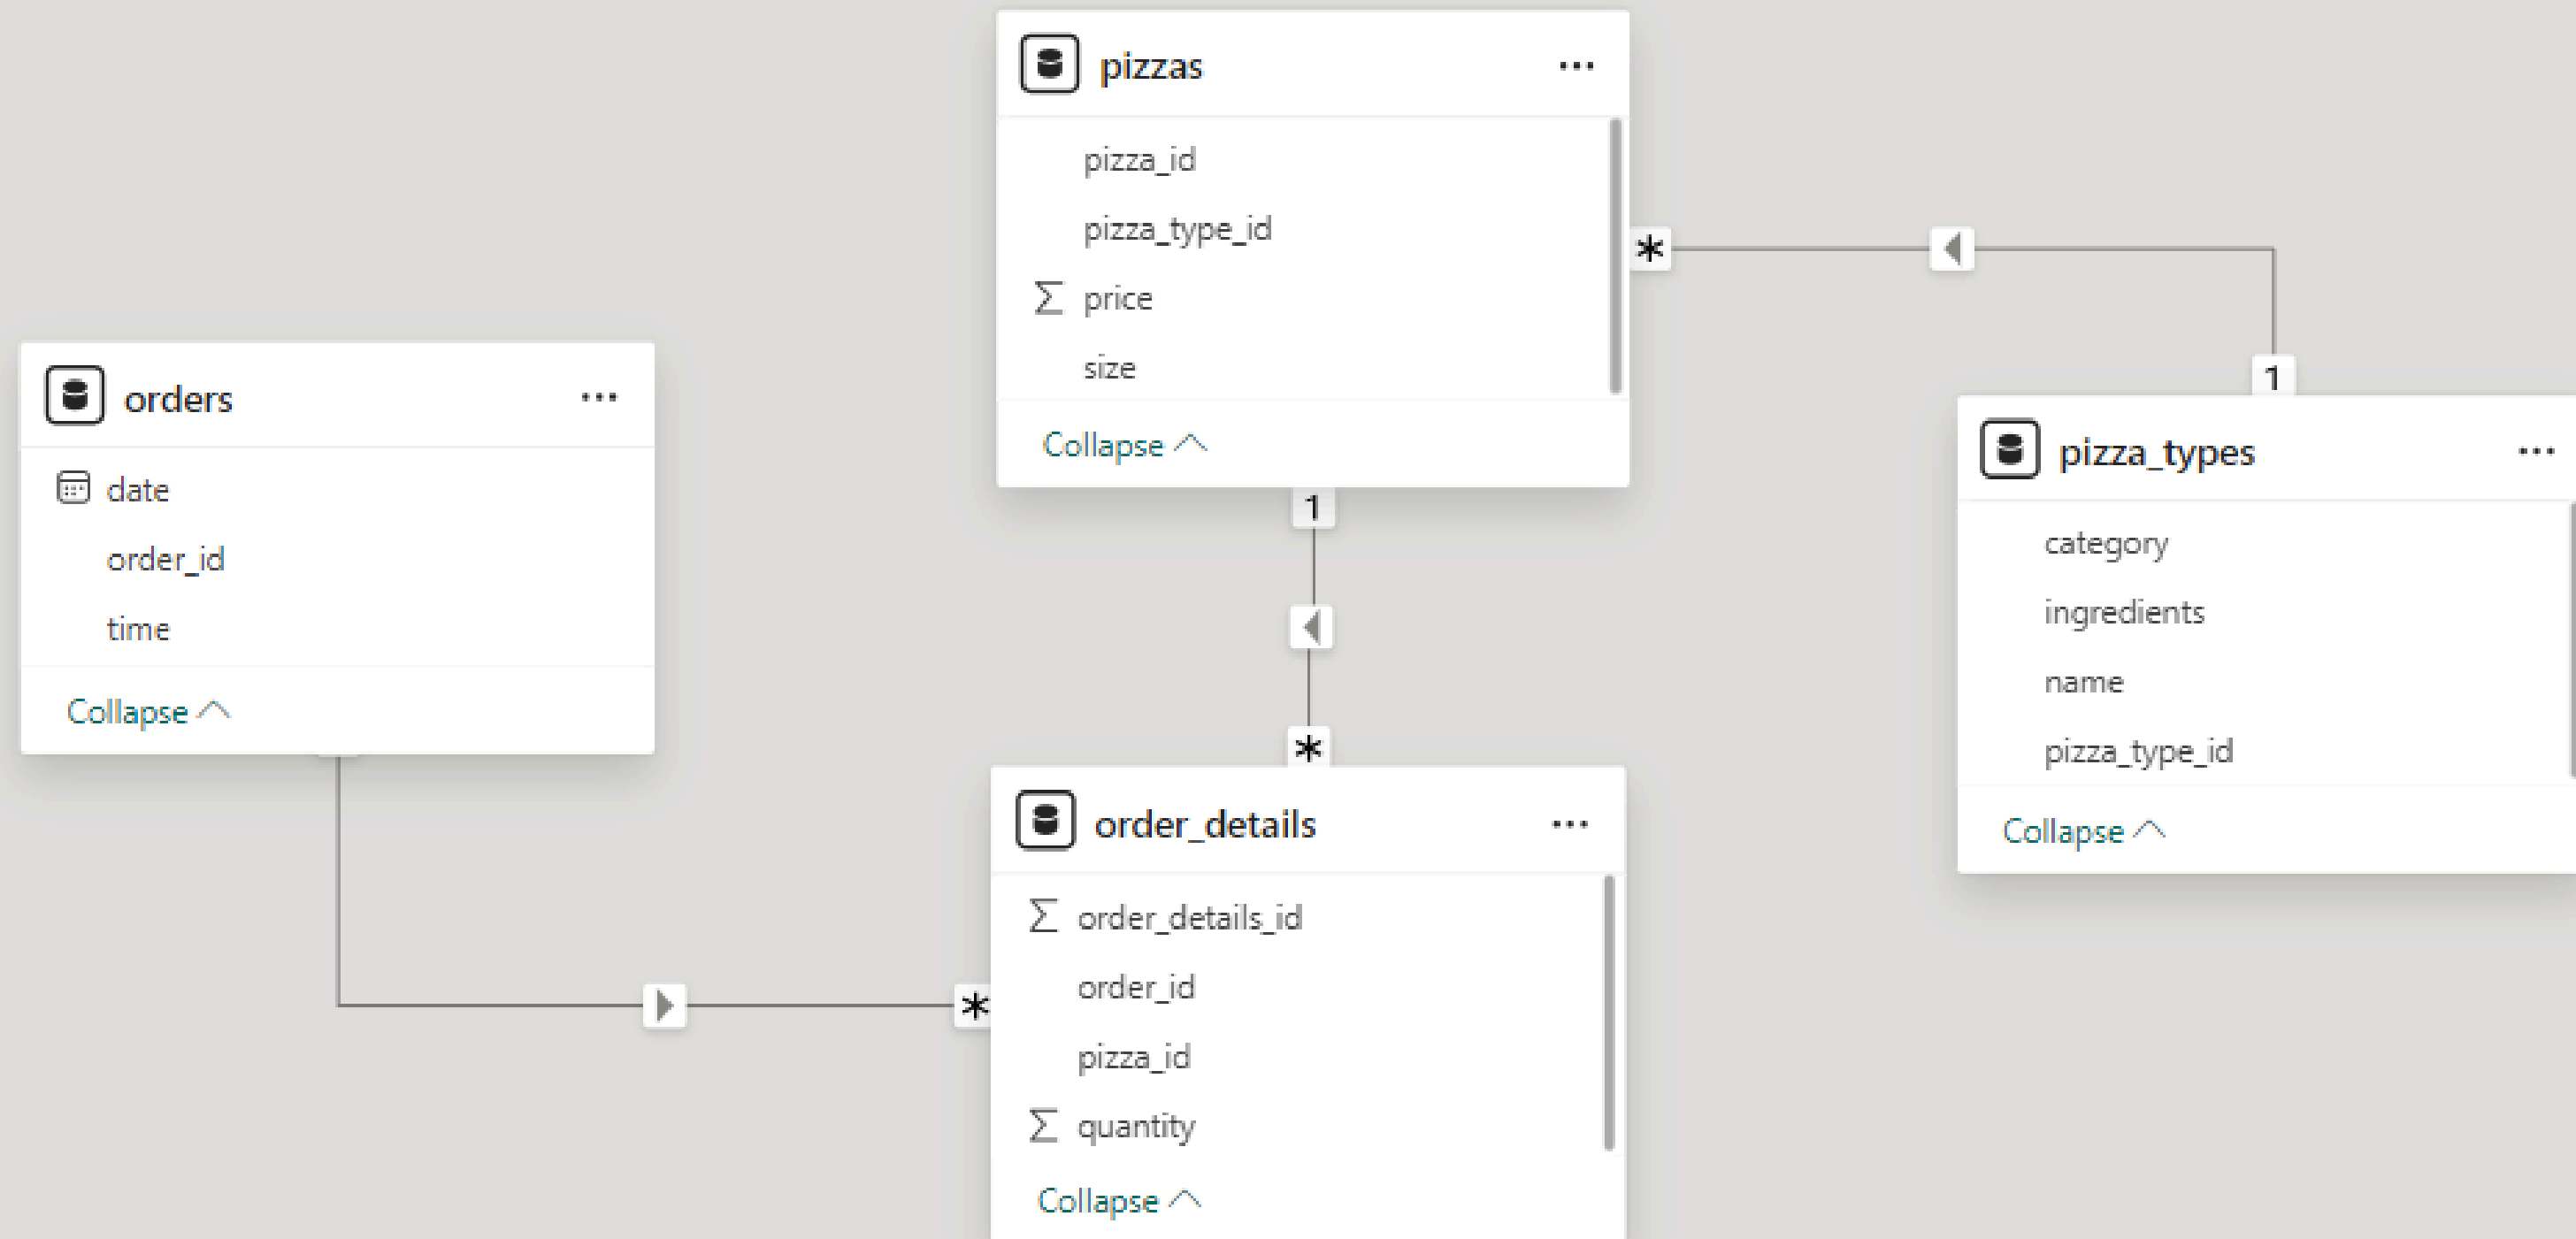 pizzas ...
pizza_id
pizza_type_id
Σ price
size
Collapse
* 1
1
*
orders ...
date
order_id
time
Collapse
*
order_details ...
Σ order_details_id
order_id
pizza_id
Σ quantity
Collapse
pizza_types ...
category
ingredients
name
pizza_type_id
Collapse